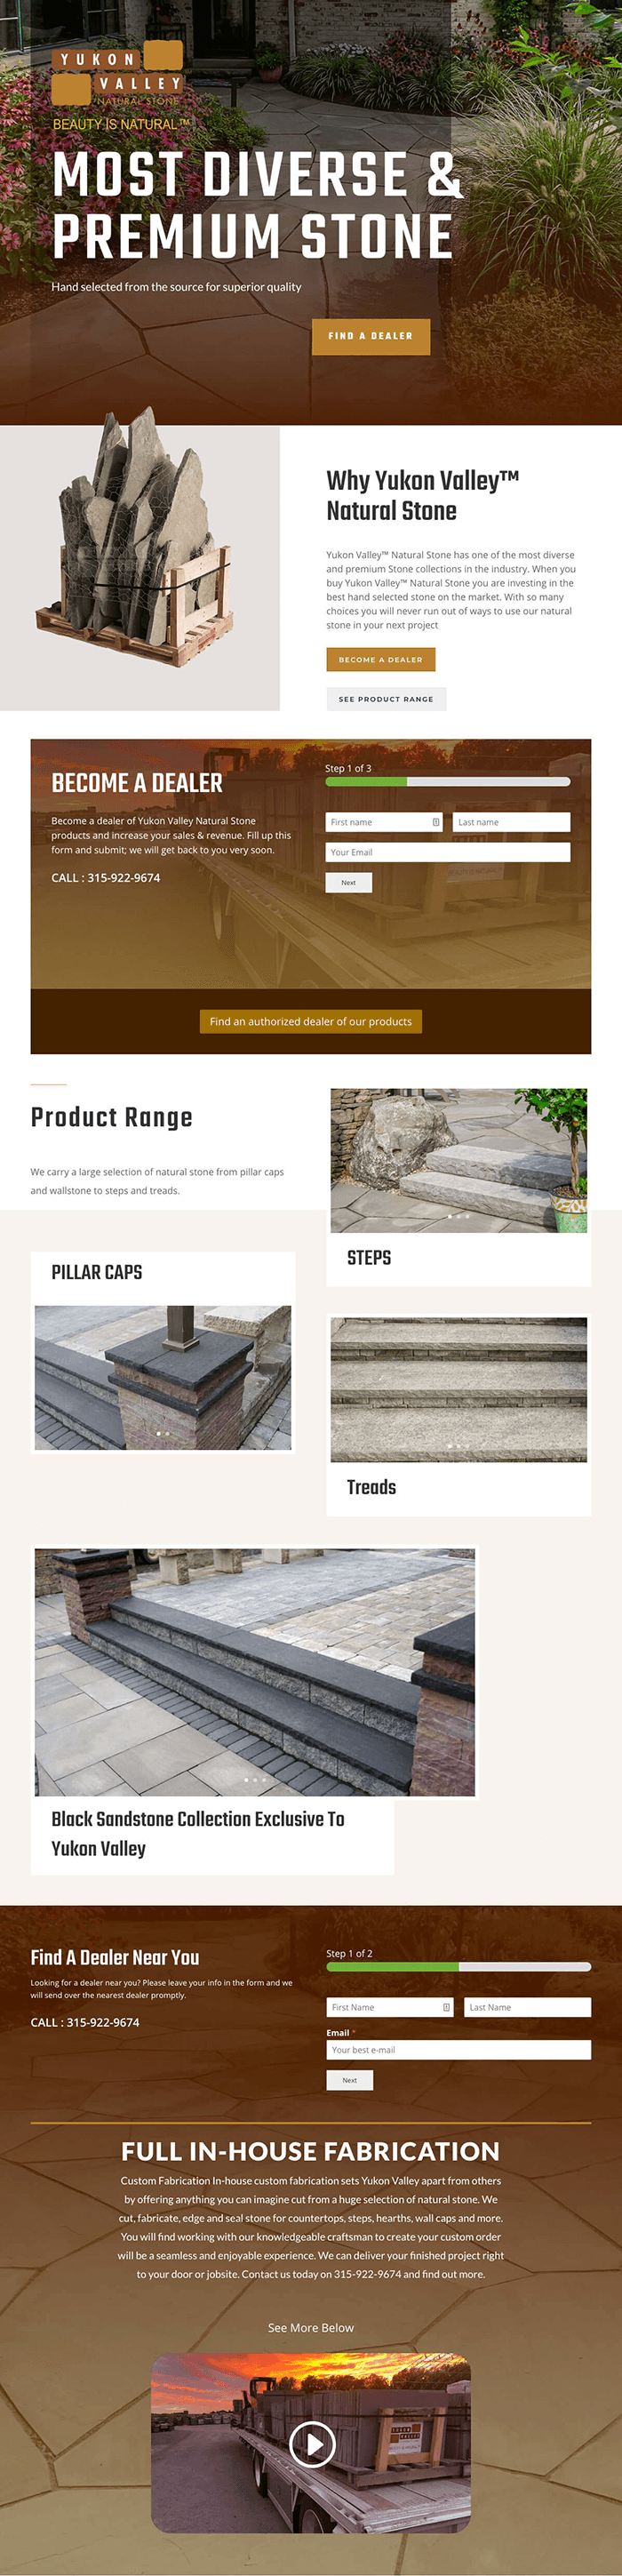 YUKON
VALLEY
NATURAL STONE
BEAUTY IS NATURAL™
MOST DIVERSE &
PREMIUM STONE
Hand selected from the source for superior quality
FIND A DEALER
Why Yukon Valley™
Natural Stone
Yukon Valley™ Natural Stone has one of the most diverse
and premium Stone collections in the industry. When you
buy Yukon Valley™ Natural Stone you are investing in the
best hand selected stone on the market. With so many
choices you will never run out of ways to use our natural
stone in your next project
BECOME A DEALER
SEE PRODUCT RANGE
BECOME A DEALER
Become a dealer of Yukon Valley Natural Stone
products and increase your sales & revenue. Fill up this
form and submit; we will get back to you very soon.
CALL : 315-922-9674
Step 1 of 3
First name
Last name
Your Email
Next
Find an authorized dealer of our products
Product Range
We carry a large selection of natural stone from pillar caps
and wallstone to steps and treads.
STEPS
PILLAR CAPS
Treads
Black Sandstone Collection Exclusive To
Yukon Valley
Find A Dealer Near You
Looking for a dealer near you? Please leave your info in the form and we
will send over the nearest dealer promptly.
CALL : 315-922-9674
Step 1 of 2
First Name
Last Name
Email *
Your best e-mail
Next
FULL IN-HOUSE FABRICATION
Custom Fabrication In-house custom fabrication sets Yukon Valley apart from others
by offering anything you can imagine cut from a huge selection of natural stone. We
cut, fabricate, edge and seal stone for countertops, steps, hearths, wall caps and more.
You will find working with our knowledgeable craftsman to create your custom order
will be a seamless and enjoyable experience. We can deliver your finished project right
to your door or jobsite. Contact us today on 315-922-9674 and find out more.
See More Below
YUKON
VALLEY